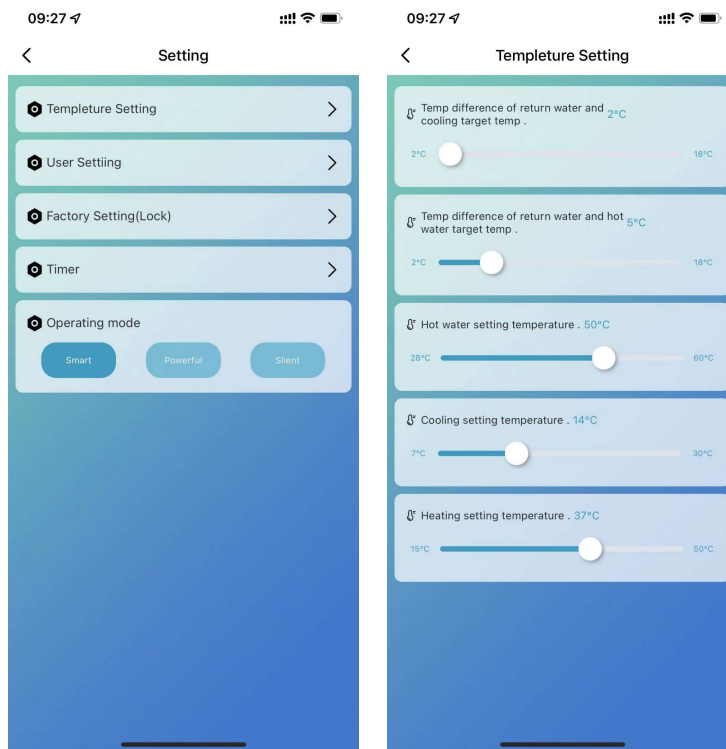 09:27
Setting
Templeture Setting
User Settiing
Factory Setting(Lock)
Timer
Operating mode
Smart Powerful Slient
09:27
Templeture Setting
Temp difference of return water and 2°C
cooling target temp .
2°C 18°C
Temp difference of return water and hot 5°C
water target temp .
2°C 18°C
Hot water setting temperature . 50°C
28°C 60°C
Cooling setting temperature . 14°C
7°C 30°C
Heating setting temperature . 37°C
15°C 50°C